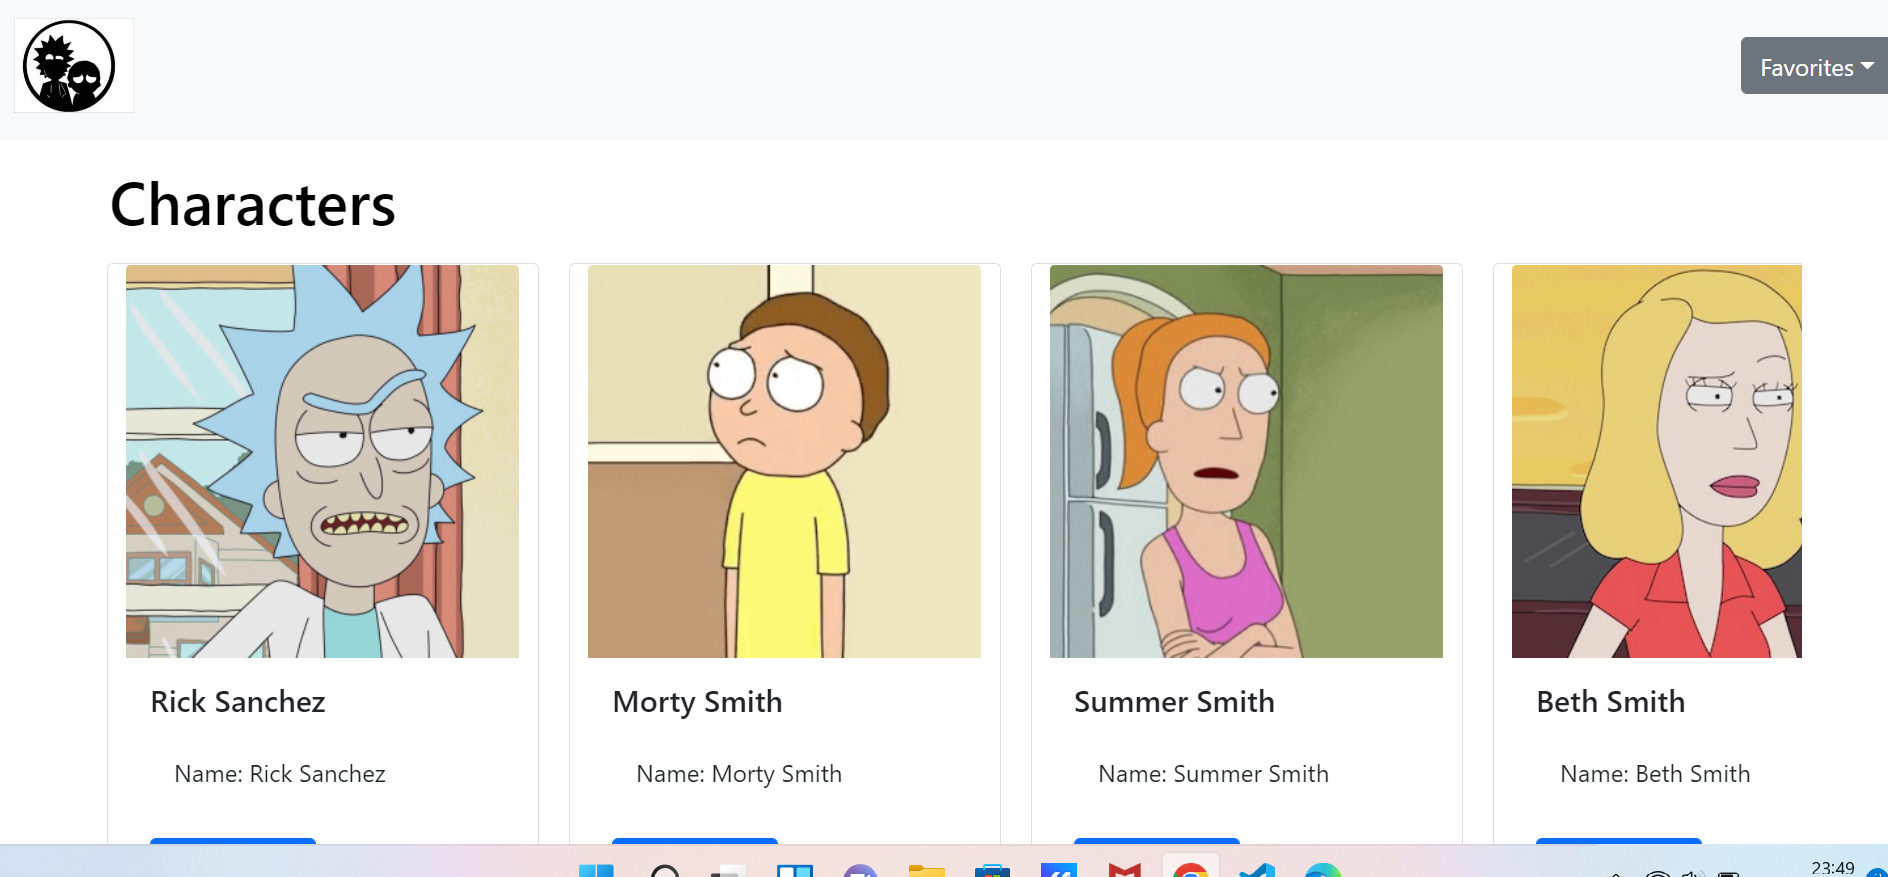 Favorites
Characters
Rick Sanchez
Morty Smith
Summer Smith
Beth Smith
Name: Rick Sanchez
Name: Morty Smith
Name: Summer Smith
Name: Beth Smith
23:49